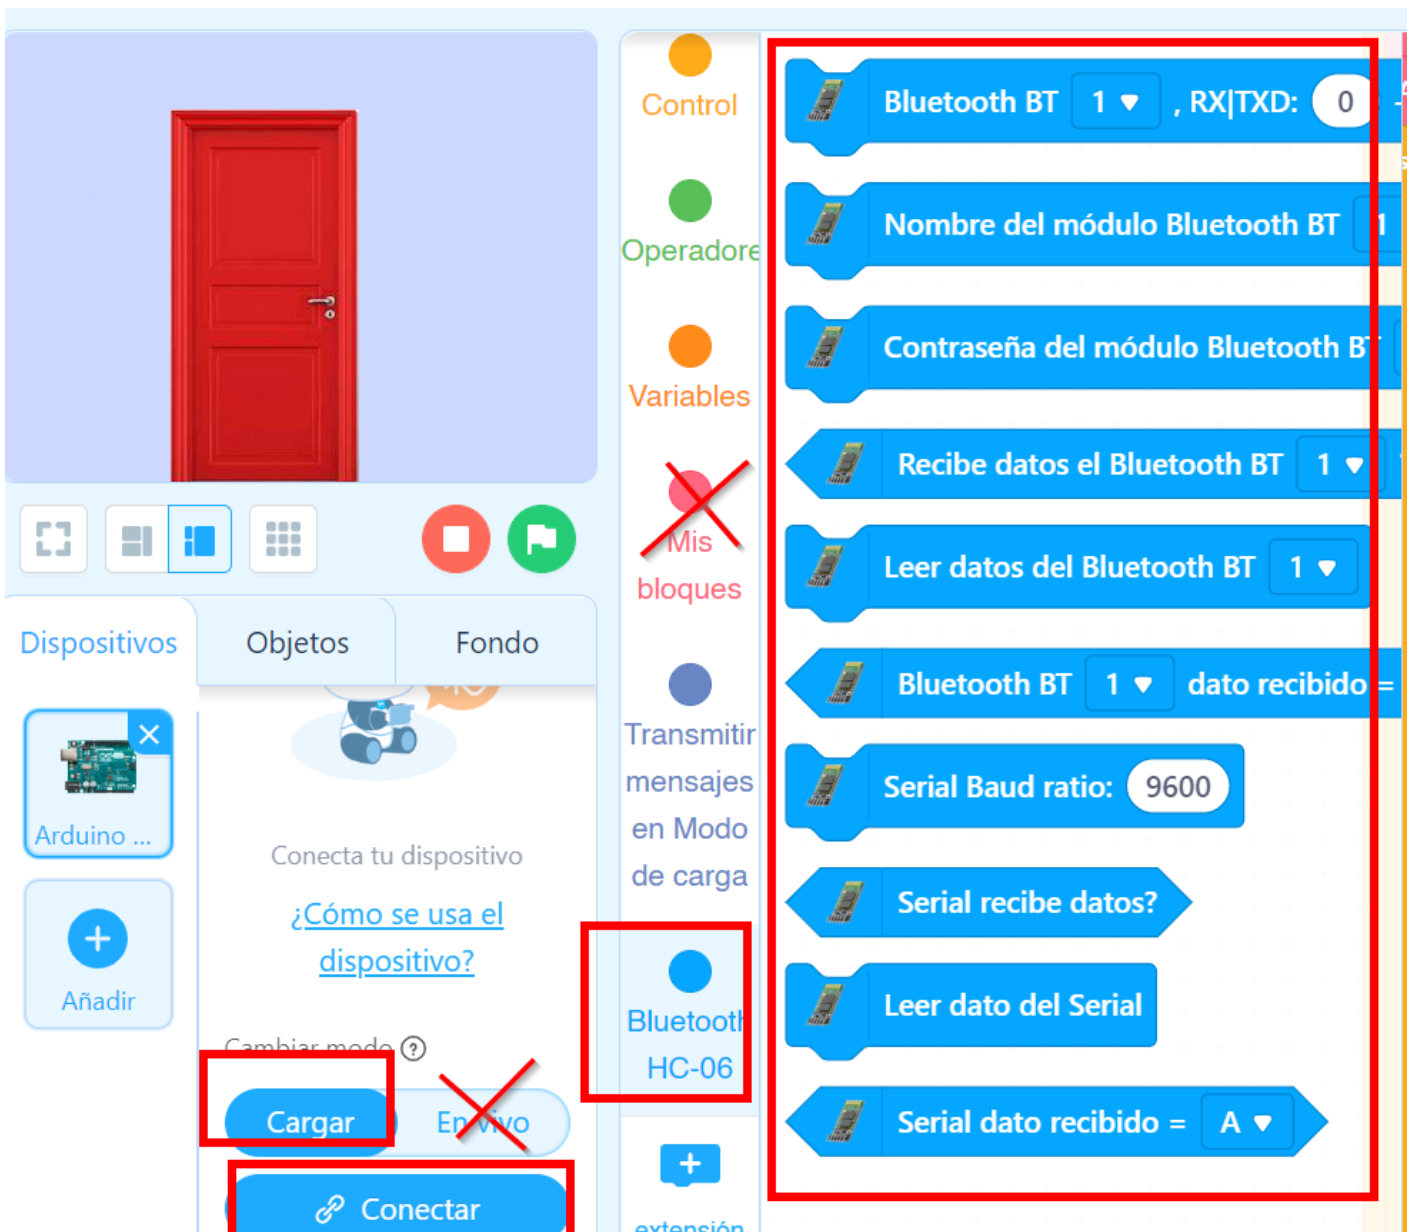 Control
Operadore
Variables
Mis
bloques
Transmitir
mensajes
en Modo
de carga
Bluetooth
HC-06
extensión
Bluetooth BT 1 , RX|TXD: 0
Nombre del módulo Bluetooth BT 1
Contraseña del módulo Bluetooth BT
Recibe datos el Bluetooth BT 1
Leer datos del Bluetooth BT 1
Bluetooth BT 1 dato recibido =
Serial Baud ratio: 9600
Serial recibe datos?
Leer dato del Serial
Serial dato recibido = A
Dispositivos Objetos Fondo
Arduino ...
Añadir
Conecta tu dispositivo
¿Cómo se usa el
dispositivo?
Cambiar modo ?
Cargar En vivo
Conectar